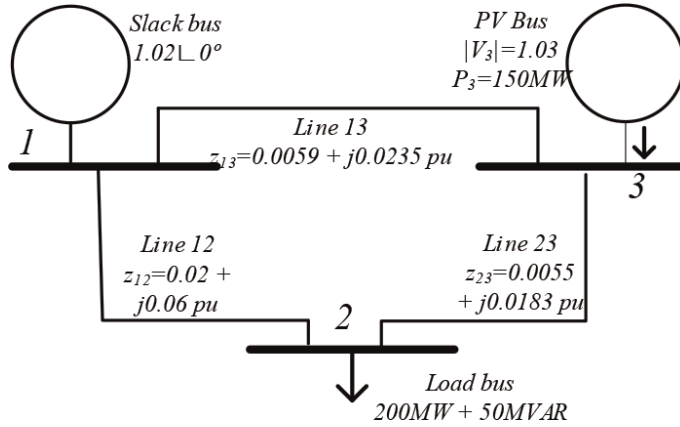 Slack bus
1.02∟0º
PV Bus
|V₃|=1.03
P₃=150MW
1
Line 13
z₁₃=0.0059 + j0.0235 pu
3
Line 12
z₁₂=0.02 +
j0.06 pu
Line 23
z₂₃=0.0055
+ j0.0183 pu
2
Load bus
200MW + 50MVAR